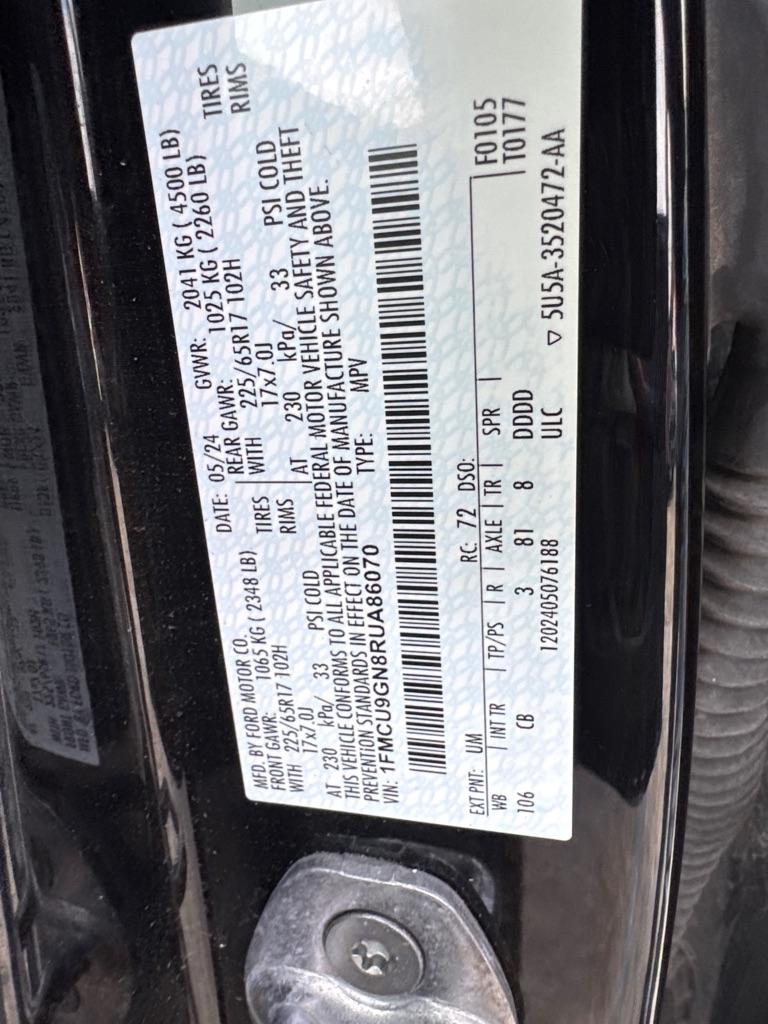 MFD. BY FORD MOTOR CO.
DATE: 05/24
GVWR: 2041 KG ( 4500 LB)
FRONT GAWR: 1065 KG ( 2348 LB)
REAR GAWR: 1025 KG ( 2260 LB)
WITH 225/65R17 102H TIRES
WITH 225/65R17 102H TIRES
17x7.0J RIMS
17x7.0J RIMS
AT 230 kPa/ 33 PSI COLD
AT 230 kPa/ 33 PSI COLD
THIS VEHICLE CONFORMS TO ALL APPLICABLE FEDERAL MOTOR VEHICLE SAFETY AND THEFT
PREVENTION STANDARDS IN EFFECT ON THE DATE OF MANUFACTURE SHOWN ABOVE.
VIN: 1FMCU9GN8RUA86070
TYPE: MPV
EXT PNT: UM RC: 72 DSO:
F0105
T0177
WB | INT TR | TP/PS | R | AXLE | TR | SPR |
106 CB 3 81 8 DDDD
1202405076188 ULC ▽ 5U5A-3520472-AA